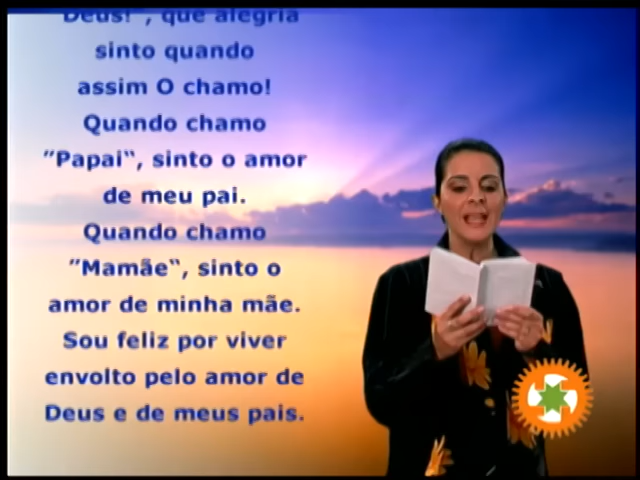 "Deus!", que alegria
sinto quando
assim O chamo!
Quando chamo
"Papai", sinto o amor
de meu pai.
Quando chamo
"Mamãe", sinto o
amor de minha mãe.
Sou feliz por viver
envolto pelo amor de
Deus e de meus pais.